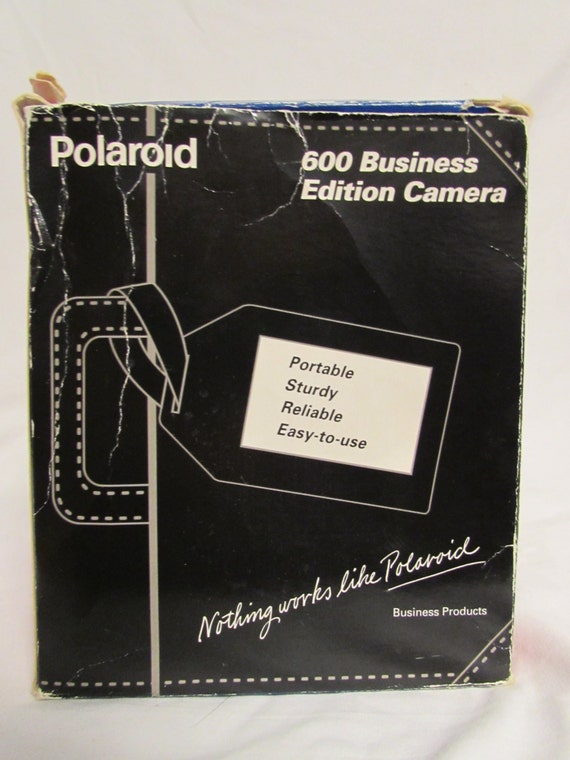 Polaroid
600 Business
Edition Camera
Portable
Sturdy
Reliable
Easy-to-use
Nothing works like Polaroid
Business Products